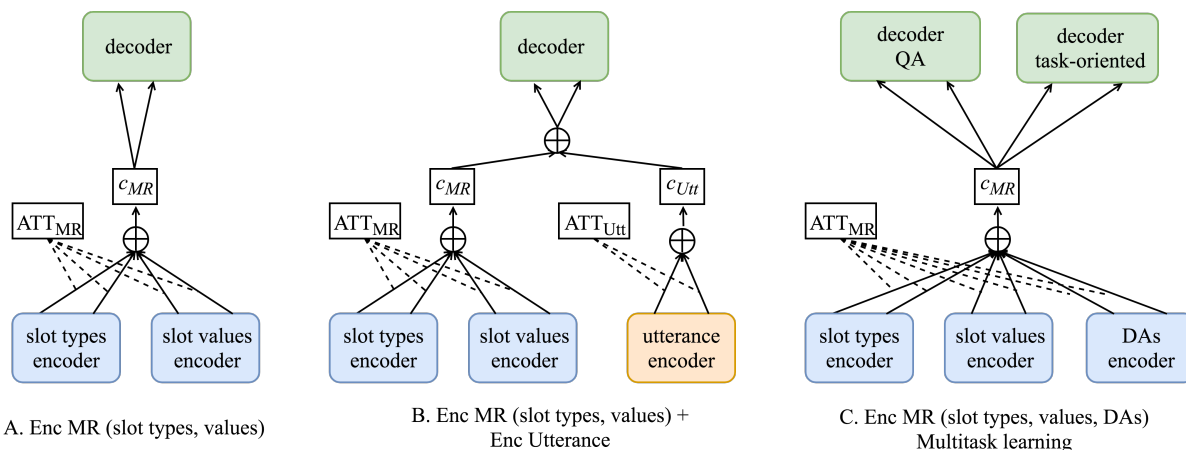 decoder
c_MR
ATT_MR
slot types
encoder
slot values
encoder
A. Enc MR (slot types, values)
decoder
c_MR
c_Utt
ATT_MR
ATT_Utt
slot types
encoder
slot values
encoder
utterance
encoder
B. Enc MR (slot types, values) +
Enc Utterance
decoder
QA
decoder
task-oriented
c_MR
ATT_MR
slot types
encoder
slot values
encoder
DAs
encoder
C. Enc MR (slot types, values, DAs)
Multitask learning